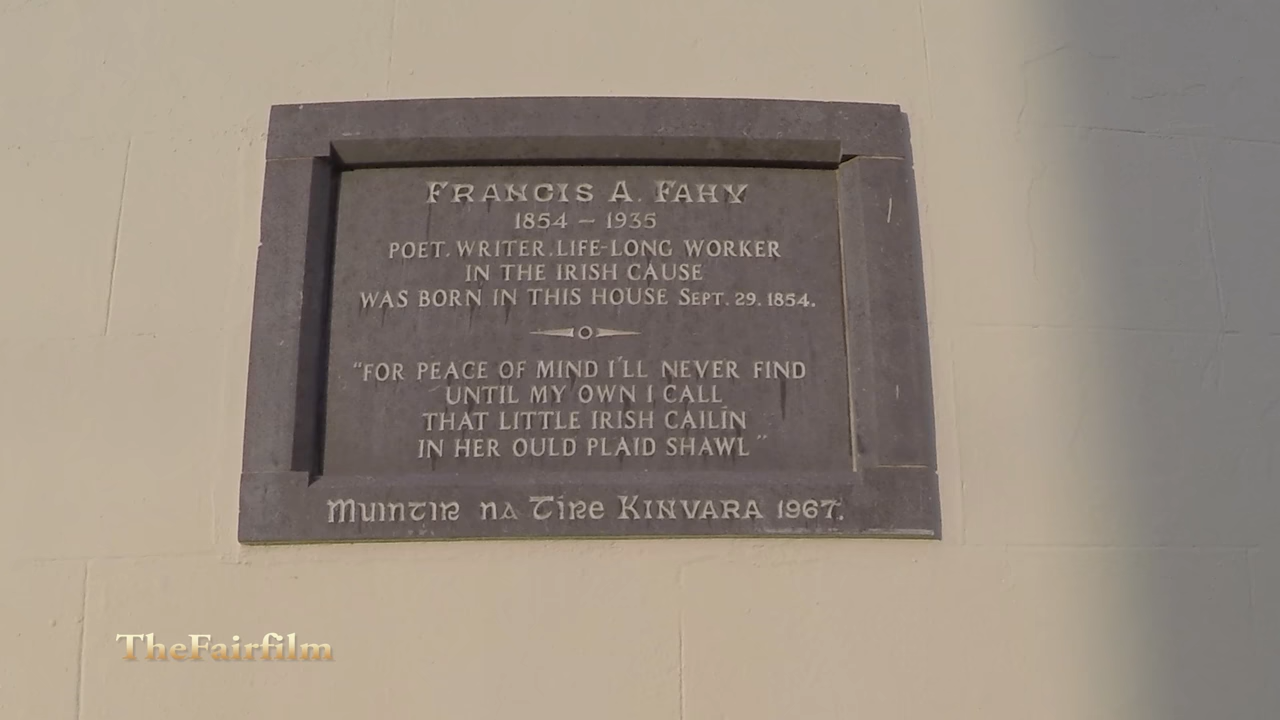 FRANCIS A. FAHY
1854 – 1935
POET. WRITER. LIFE-LONG WORKER
IN THE IRISH CAUSE
WAS BORN IN THIS HOUSE SEPT. 29. 1854.
"FOR PEACE OF MIND I'LL NEVER FIND
UNTIL MY OWN I CALL
THAT LITTLE IRISH CAILÍN
IN HER OULD PLAID SHAWL"
Muintir na Tíre KINVARA 1967.
TheFairfilm